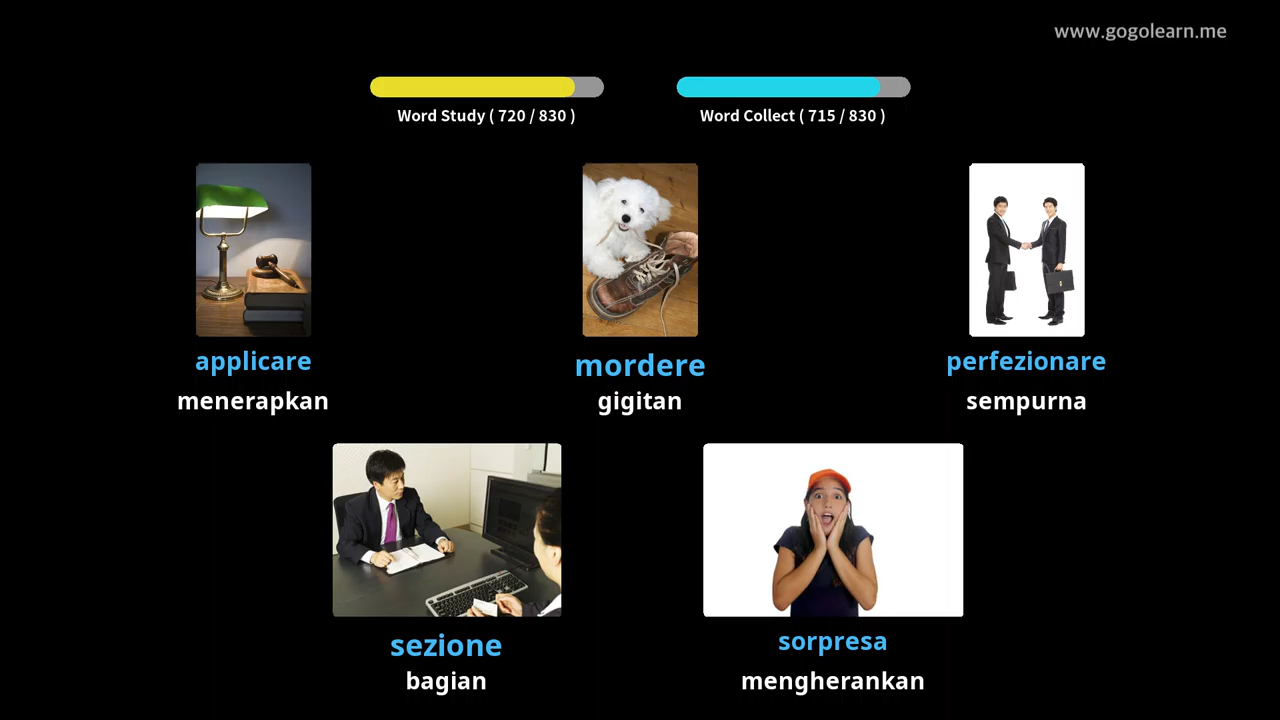 www.gogolearn.me
Word Study ( 720 / 830 )
Word Collect ( 715 / 830 )
applicare
menerapkan
mordere
gigitan
perfezionare
sempurna
sezione
bagian
sorpresa
mengherankan